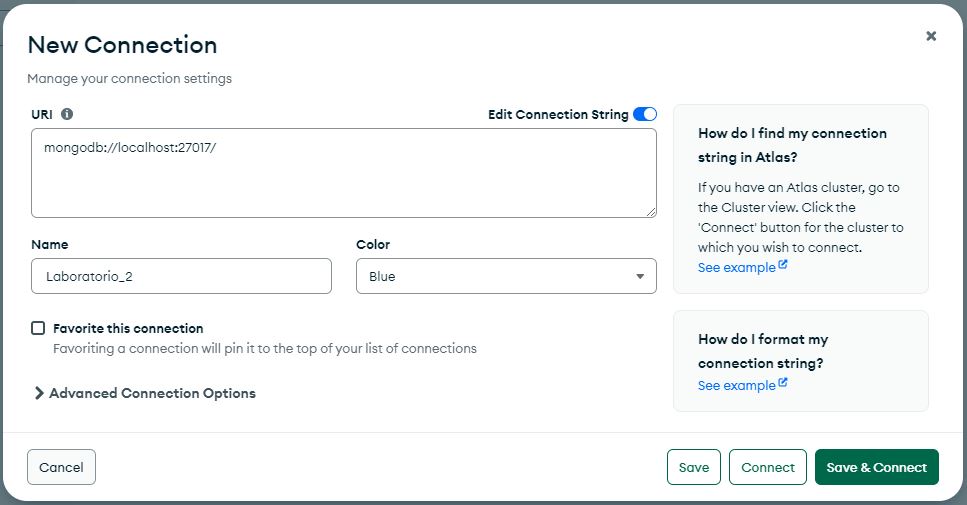 New Connection
Manage your connection settings
URI
Edit Connection String
mongodb://localhost:27017/
Name
Color
Laboratorio_2
Blue
Favorite this connection
Favoriting a connection will pin it to the top of your list of connections
Advanced Connection Options
How do I find my connection
string in Atlas?
If you have an Atlas cluster, go to
the Cluster view. Click the
'Connect' button for the cluster to
which you wish to connect.
See example
How do I format my
connection string?
See example
Cancel
Save
Connect
Save & Connect